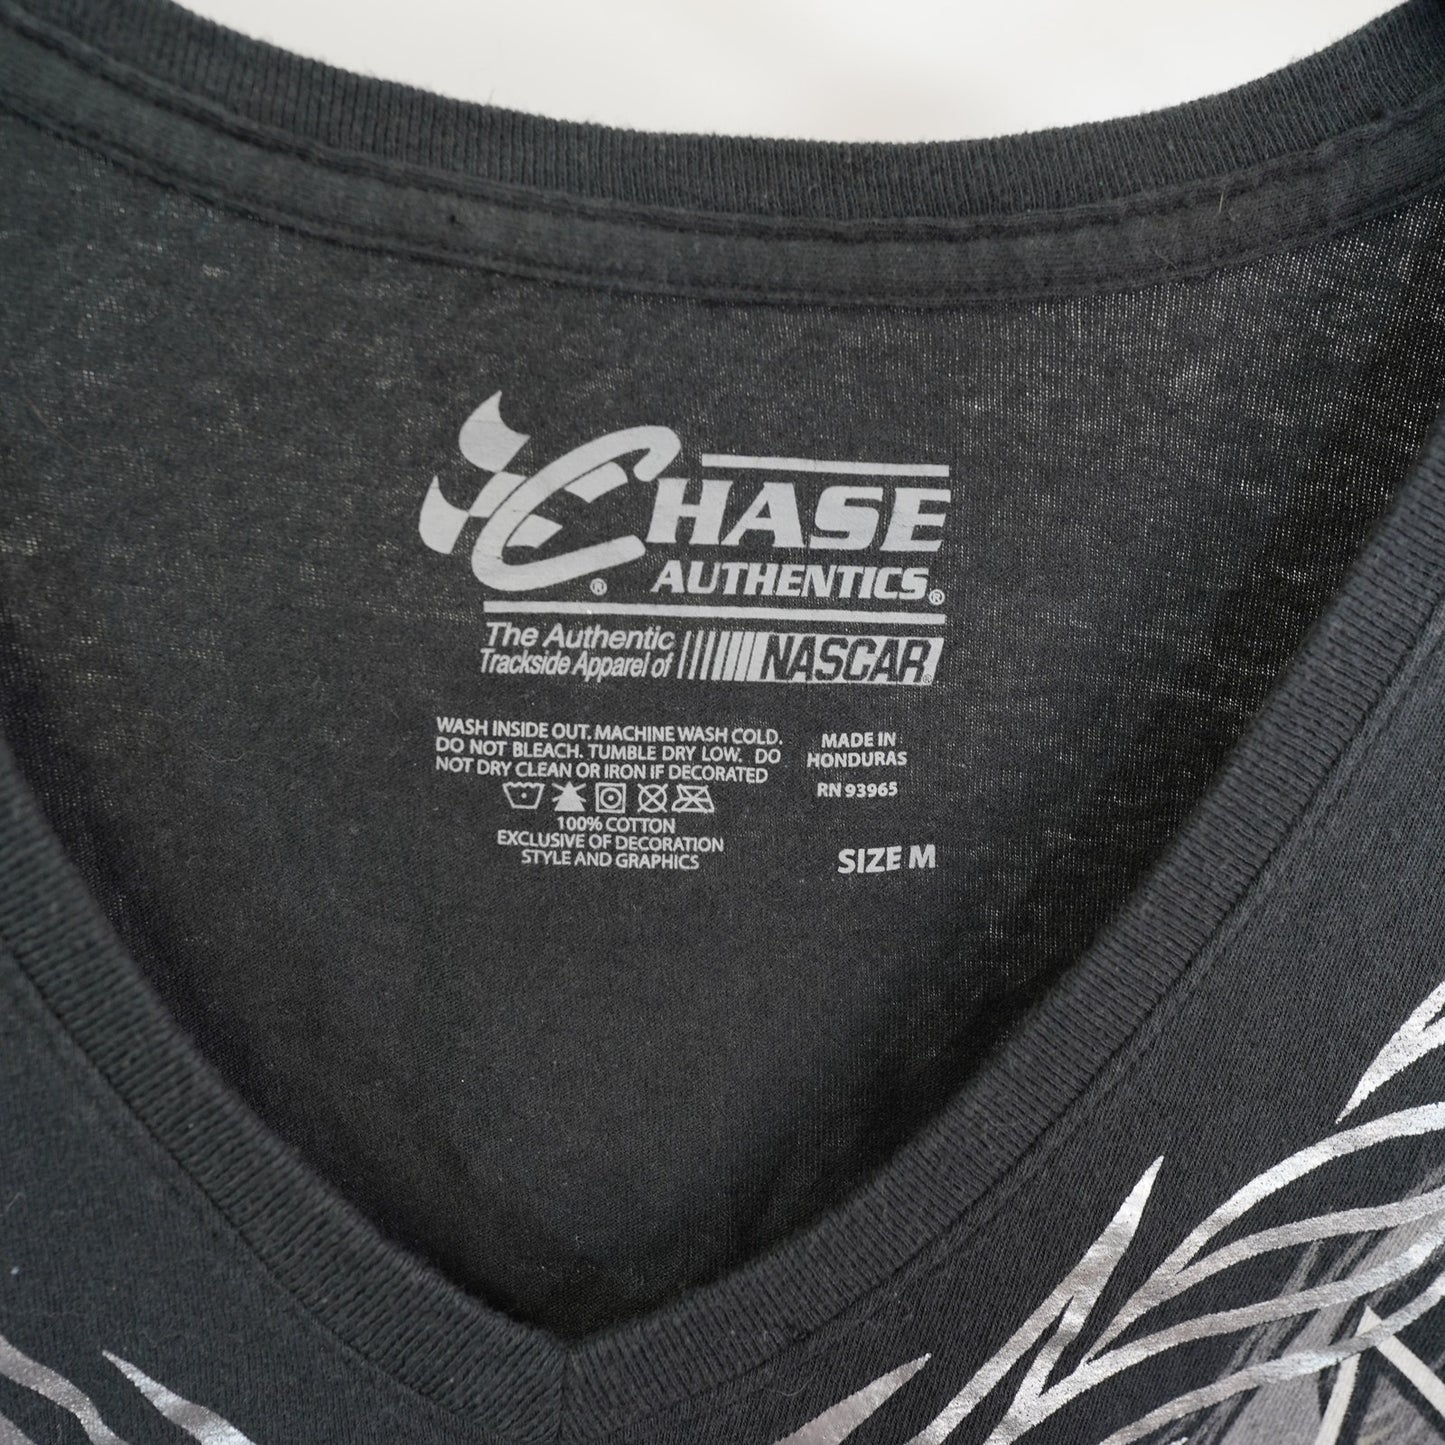 CHASE
AUTHENTICS®
®
The Authentic
Trackside Apparel of NASCAR®
WASH INSIDE OUT. MACHINE WASH COLD.
DO NOT BLEACH. TUMBLE DRY LOW. DO
NOT DRY CLEAN OR IRON IF DECORATED
100% COTTON
EXCLUSIVE OF DECORATION
STYLE AND GRAPHICS
MADE IN
HONDURAS
RN 93965
SIZE M